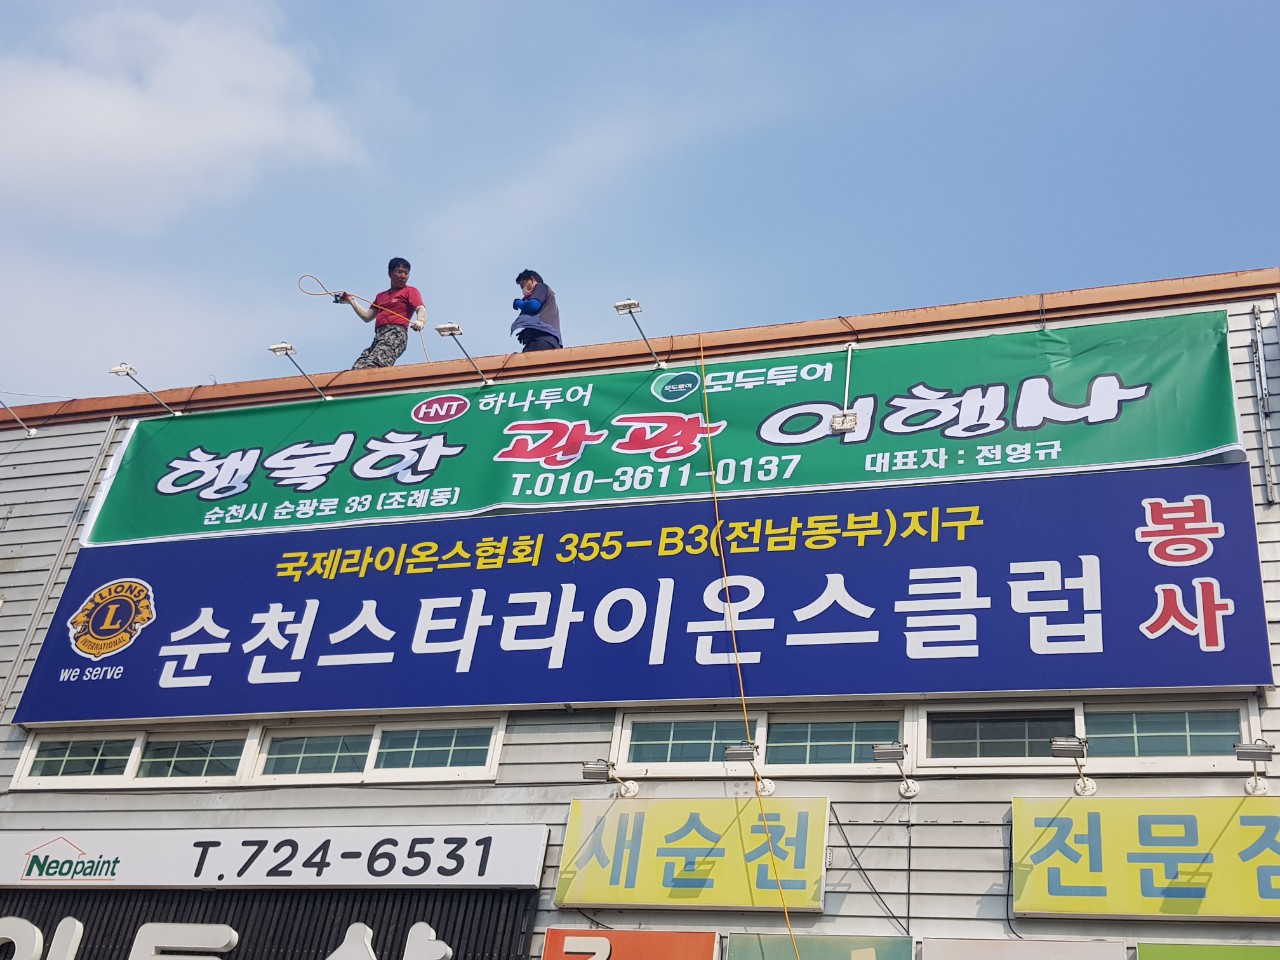 HNT 하나투어 모두투어 모두투어
행복한 관광 여행사
순천시 순광로 33 (조례동) T.010-3611-0137 대표자 : 전영규
국제라이온스협회 355-B3(전남동부)지구
LIONS L INTERNATIONAL
we serve
순천스타라이온스클럽
봉사
Neopaint T.724-6531
새순천
전문점